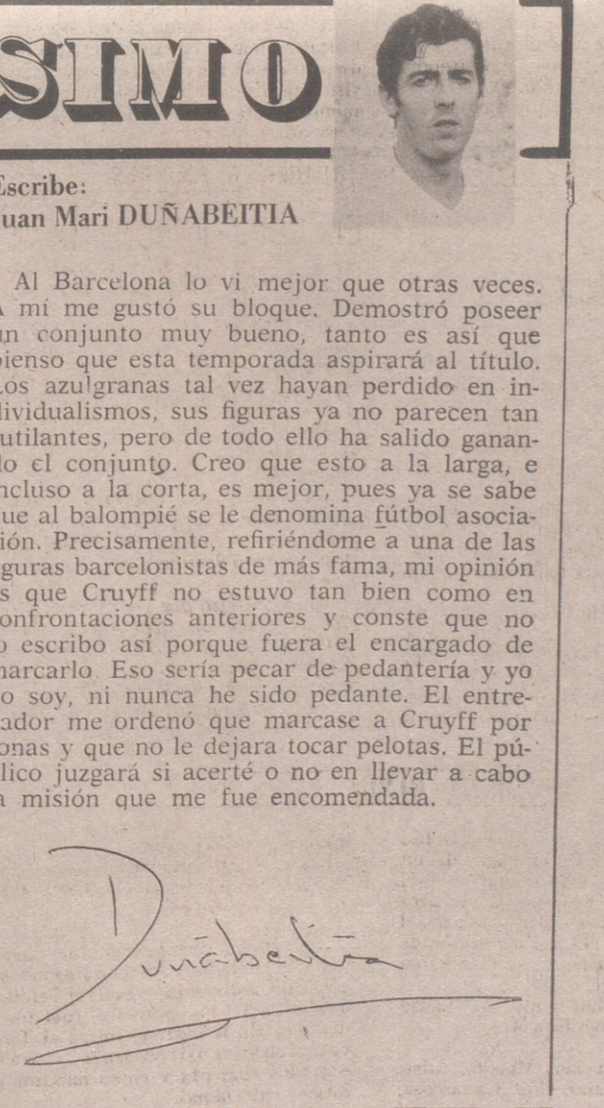 SIMO
Escribe:
uan Mari DUÑABEITIA
Al Barcelona lo vi mejor que otras veces.
A mí me gustó su bloque. Demostró poseer
un conjunto muy bueno, tanto es así que
pienso que esta temporada aspirará al título.
Los azulgranas tal vez hayan perdido en in-
dividualismos, sus figuras ya no parecen tan
utilantes, pero de todo ello ha salido ganan-
do el conjunto. Creo que esto a la larga, e
incluso a la corta, es mejor, pues ya se sabe
que al balompié se le denomina fútbol asocia-
ión. Precisamente, refiriéndome a una de las
iguras barcelonistas de más fama, mi opinión
es que Cruyff no estuvo tan bien como en
onfrontaciones anteriores y conste que no
o escribo así porque fuera el encargado de
marcarlo. Eso sería pecar de pedantería y yo
o soy, ni nunca he sido pedante. El entre-
ador me ordenó que marcase a Cruyff por
onas y que no le dejara tocar pelotas. El pú-
lico juzgará si acerté o no en llevar a cabo
a misión que me fue encomendada.
Duñabeitia